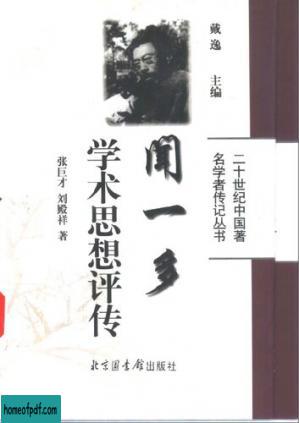 戴逸 主编
二十世纪中国著
名学者传记丛书
闻一多
学术思想评传
张巨才 刘殿祥 著
北京图书馆出版社
homeofpdf.com